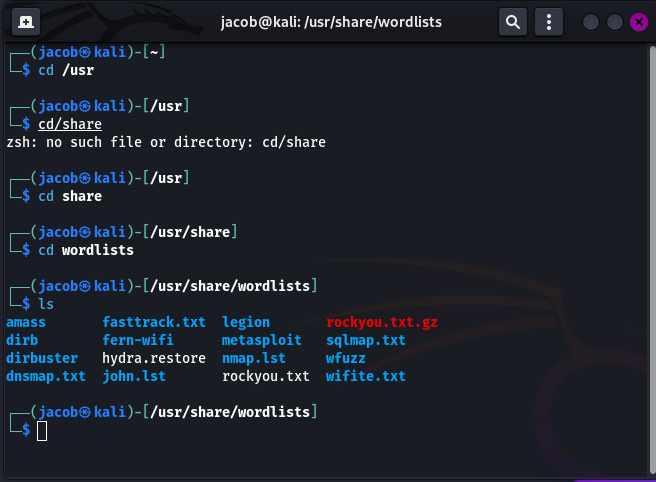 jacob@kali: /usr/share/wordlists
┌──(jacob㉿kali)-[~]
└─$ cd /usr
┌──(jacob㉿kali)-[/usr]
└─$ cd/share
zsh: no such file or directory: cd/share
┌──(jacob㉿kali)-[/usr]
└─$ cd share
┌──(jacob㉿kali)-[/usr/share]
└─$ cd wordlists
┌──(jacob㉿kali)-[/usr/share/wordlists]
└─$ ls
amass fasttrack.txt legion rockyou.txt.gz
dirb fern-wifi metasploit sqlmap.txt
dirbuster hydra.restore nmap.lst wfuzz
dnsmap.txt john.lst rockyou.txt wifite.txt
┌──(jacob㉿kali)-[/usr/share/wordlists]
└─$